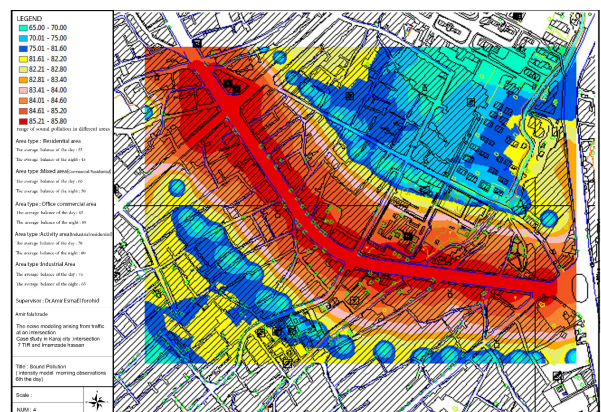 LEGEND
65.00 - 70.00
70.01 - 75.00
75.01 - 81.60
81.61 - 82.20
82.21 - 82.80
82.81 - 83.40
83.41 - 84.00
84.01 - 84.60
84.61 - 85.20
85.21 - 85.80
range of sound pollution in different areas
Area type : Residential area
The average balance of the day : 55
The average balance of the night : 45
Area type :Mixed area(Commercial Residential)
The average balance of the day : 60
The average balance of the night : 50
Area type :Office commercial area
The average balance of the day : 65
The average balance of the night :
Area type :Activity area(Industrial residential)
The average balance of the day : 70
The average balance of the night : 60
Area type :Industrial Area
The average balance of the day :
The average balance of the night : 65
Supervisor : Dr.Amir Esmaël forohid
Amir falahzade
The noise modeling arising from traffic
at an intersection
Case study in Karaj city intersection
7 TIR and Imamzade hassan
Title : Sound Pollution
( intensity model morning observations
6th the day)
Scale :
NUM : 4